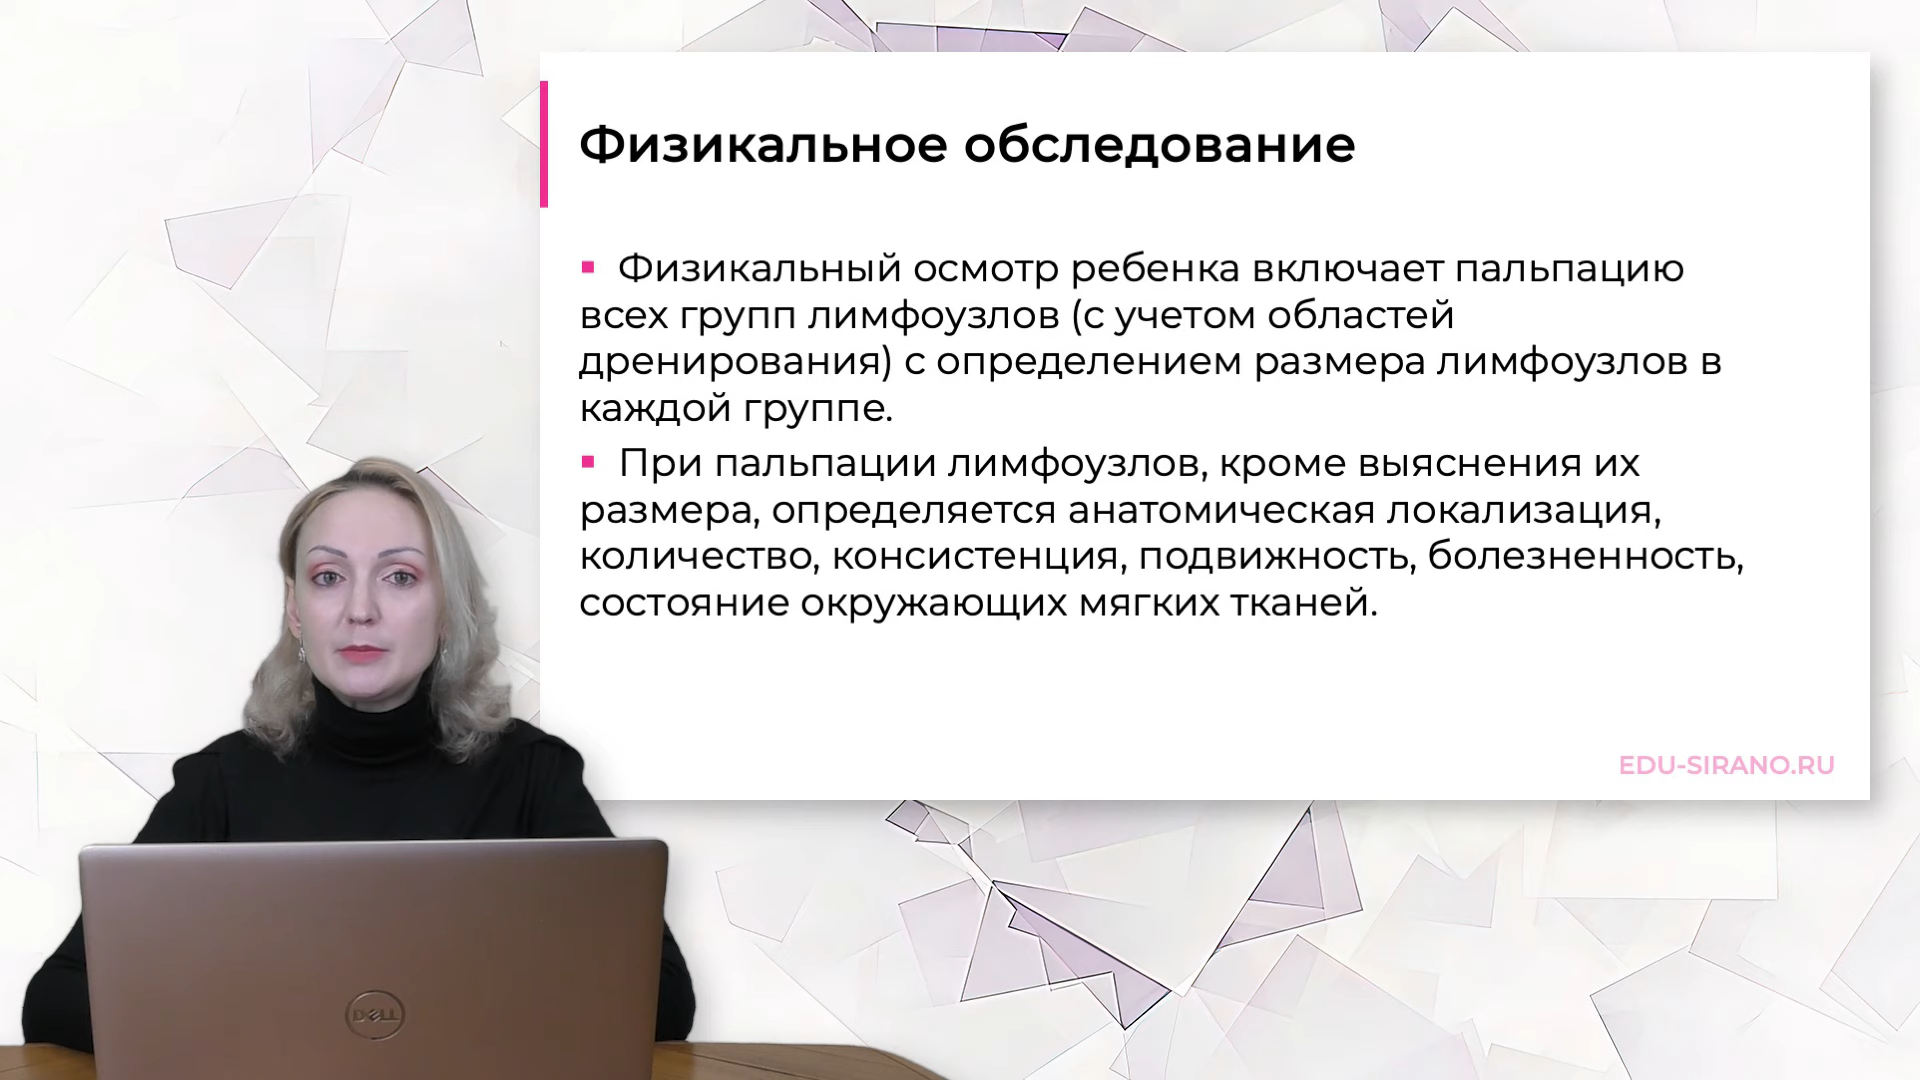 Физикальное обследование
▪ Физикальный осмотр ребенка включает пальпацию
всех групп лимфоузлов (с учетом областей
дренирования) с определением размера лимфоузлов в
каждой группе.
▪ При пальпации лимфоузлов, кроме выяснения их
размера, определяется анатомическая локализация,
количество, консистенция, подвижность, болезненность,
состояние окружающих мягких тканей.
EDU-SIRANO.RU
DELL